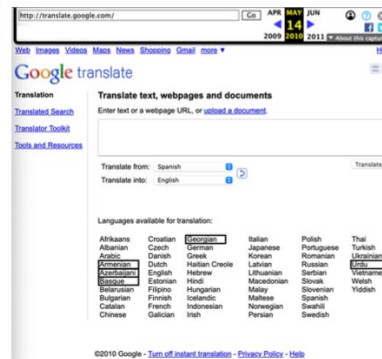 http://translate.google.com/
Go
APR MAY JUN
14
2009 2010 2011
About this capture
Web Images Videos Maps News Shopping Gmail more ▼
Google translate
Translation
Translated Search
Translator Toolkit
Tools and Resources
Translate text, webpages and documents
Enter text or a webpage URL, or upload a document.
Translate from: Spanish
Translate into: English
Translate
Languages available for translation:
Afrikaans Croatian Georgian Italian Polish Thai
Albanian Czech German Japanese Portuguese Turkish
Arabic Danish Greek Korean Romanian Ukrainian
Armenian Dutch Haitian Creole Latvian Russian Urdu
Azerbaijani English Hebrew Lithuanian Serbian Vietname
Basque Estonian Hindi Macedonian Slovak Welsh
Belarusian Filipino Hungarian Malay Slovenian Yiddish
Bulgarian Finnish Icelandic Maltese Spanish
Catalan French Indonesian Norwegian Swahili
Chinese Galician Irish Persian Swedish
©2010 Google - Turn off instant translation - Privacy Policy - Help